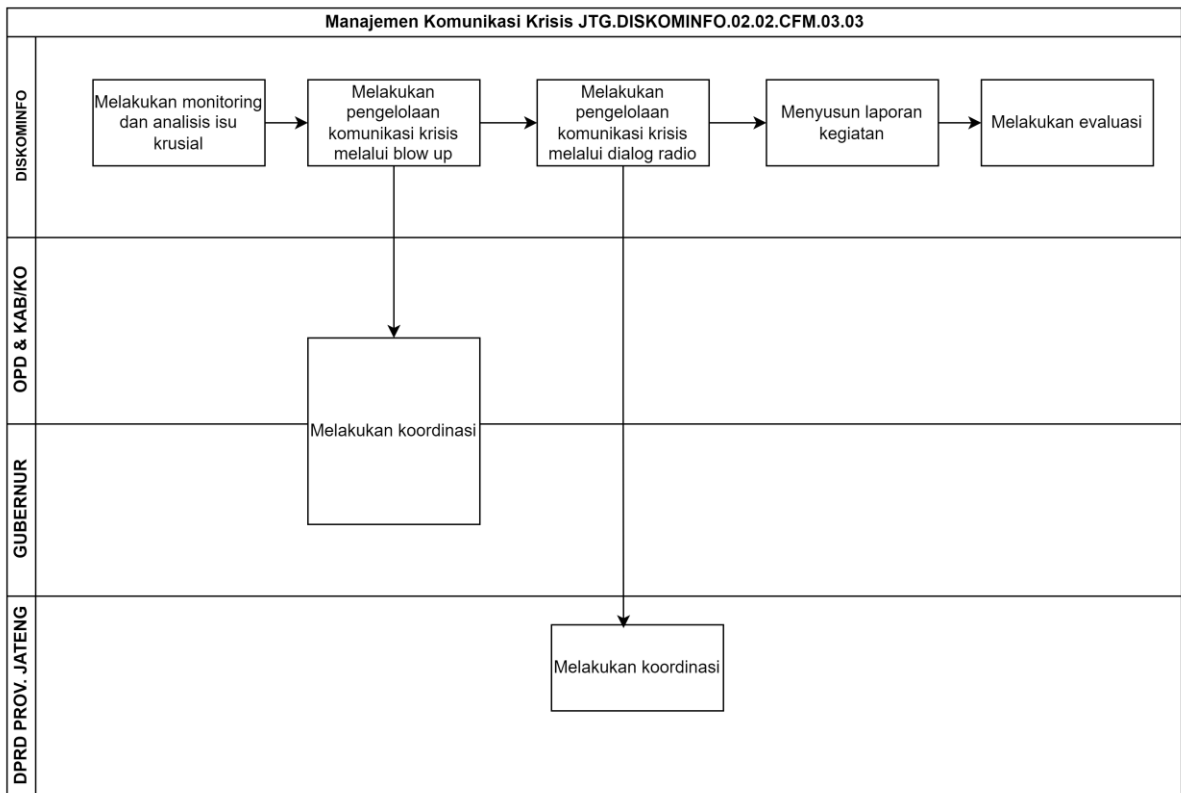 Manajemen Komunikasi Krisis JTG.DISKOMINFO.02.02.CFM.03.03
DISKOMINFO
Melakukan monitoring
dan analisis isu
krusial
Melakukan
pengelolaan
komunikasi krisis
melalui blow up
Melakukan
pengelolaan
komunikasi krisis
melalui dialog radio
Menyusun laporan
kegiatan
Melakukan evaluasi
OPD & KAB/KO
Melakukan koordinasi
GUBERNUR
DPRD PROV. JATENG
Melakukan koordinasi